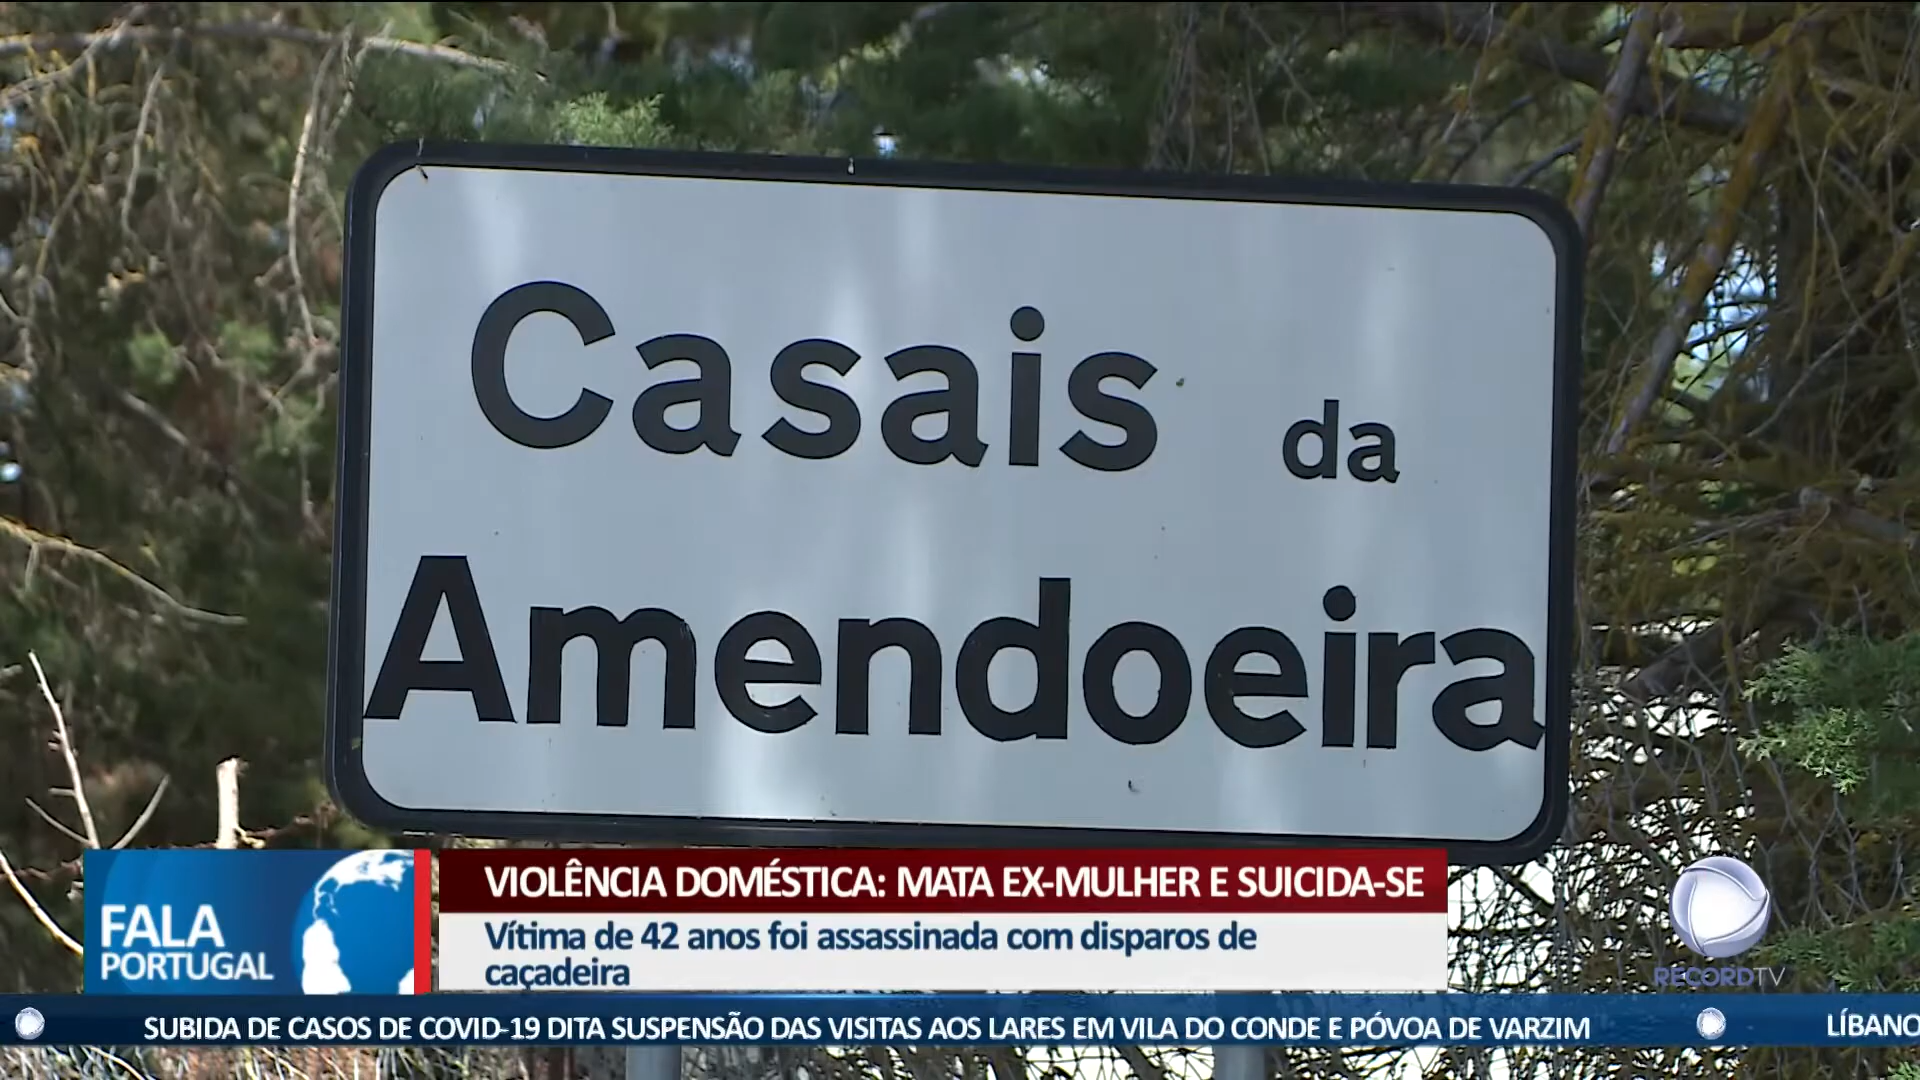 Casais da
Amendoeira
VIOLÊNCIA DOMÉSTICA: MATA EX-MULHER E SUICIDA-SE
Vítima de 42 anos foi assassinada com disparos de
caçadeira
FALA
PORTUGAL
RECORDTV
SUBIDA DE CASOS DE COVID-19 DITA SUSPENSÃO DAS VISITAS AOS LARES EM VILA DO CONDE E PÓVOA DE VARZIM
LÍBANO